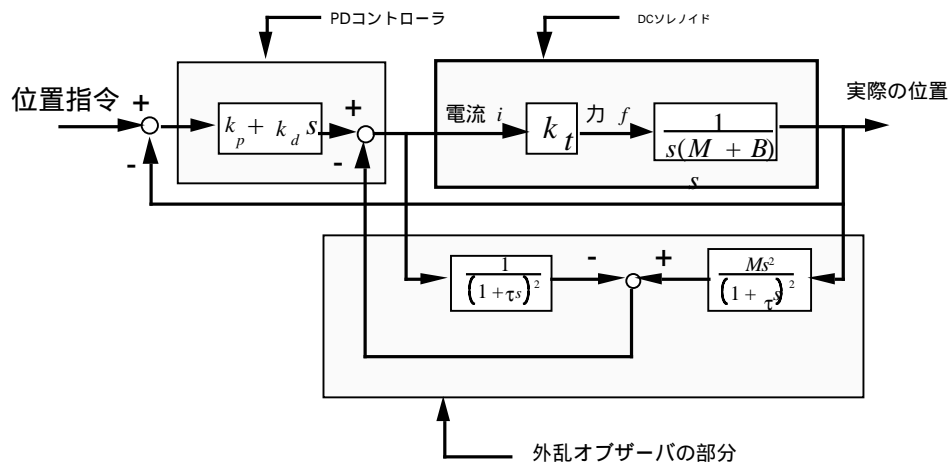 PDコントローラ
DCソレノイド
位置指令
+
-
k_p + k_d s
+
-
電流 i
k_t
力 f
1
s(M + B)
s
実際の位置
1
(1 + τs)^2
-
+
Ms^2
(1 + τs)^2
外乱オブザーバの部分